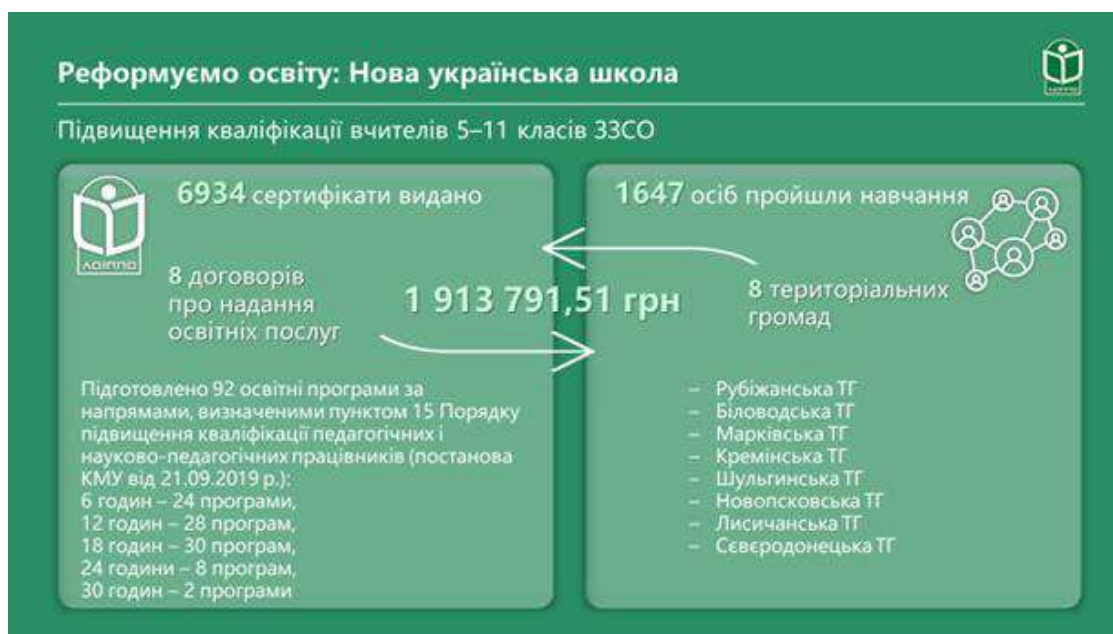 Реформуємо освіту: Нова українська школа
Підвищення кваліфікації вчителів 5–11 класів ЗЗСО
6934 сертифікати видано
ЛОІППО
8 договорів
про надання
освітніх послуг
1 913 791,51 грн
Підготовлено 92 освітні програми за
напрямами, визначеними пунктом 15 Порядку
підвищення кваліфікації педагогічних і
науково-педагогічних працівників (постанова
КМУ від 21.09.2019 р.):
6 годин – 24 програми,
12 годин – 28 програм,
18 годин – 30 програм,
24 години – 8 програм,
30 годин – 2 програми
1647 осіб пройшли навчання
8 територіальних
громад
– Рубіжанська ТГ
– Біловодська ТГ
– Марківська ТГ
– Кремінська ТГ
– Шульгинська ТГ
– Новопсковська ТГ
– Лисичанська ТГ
– Сєвєродонецька ТГ